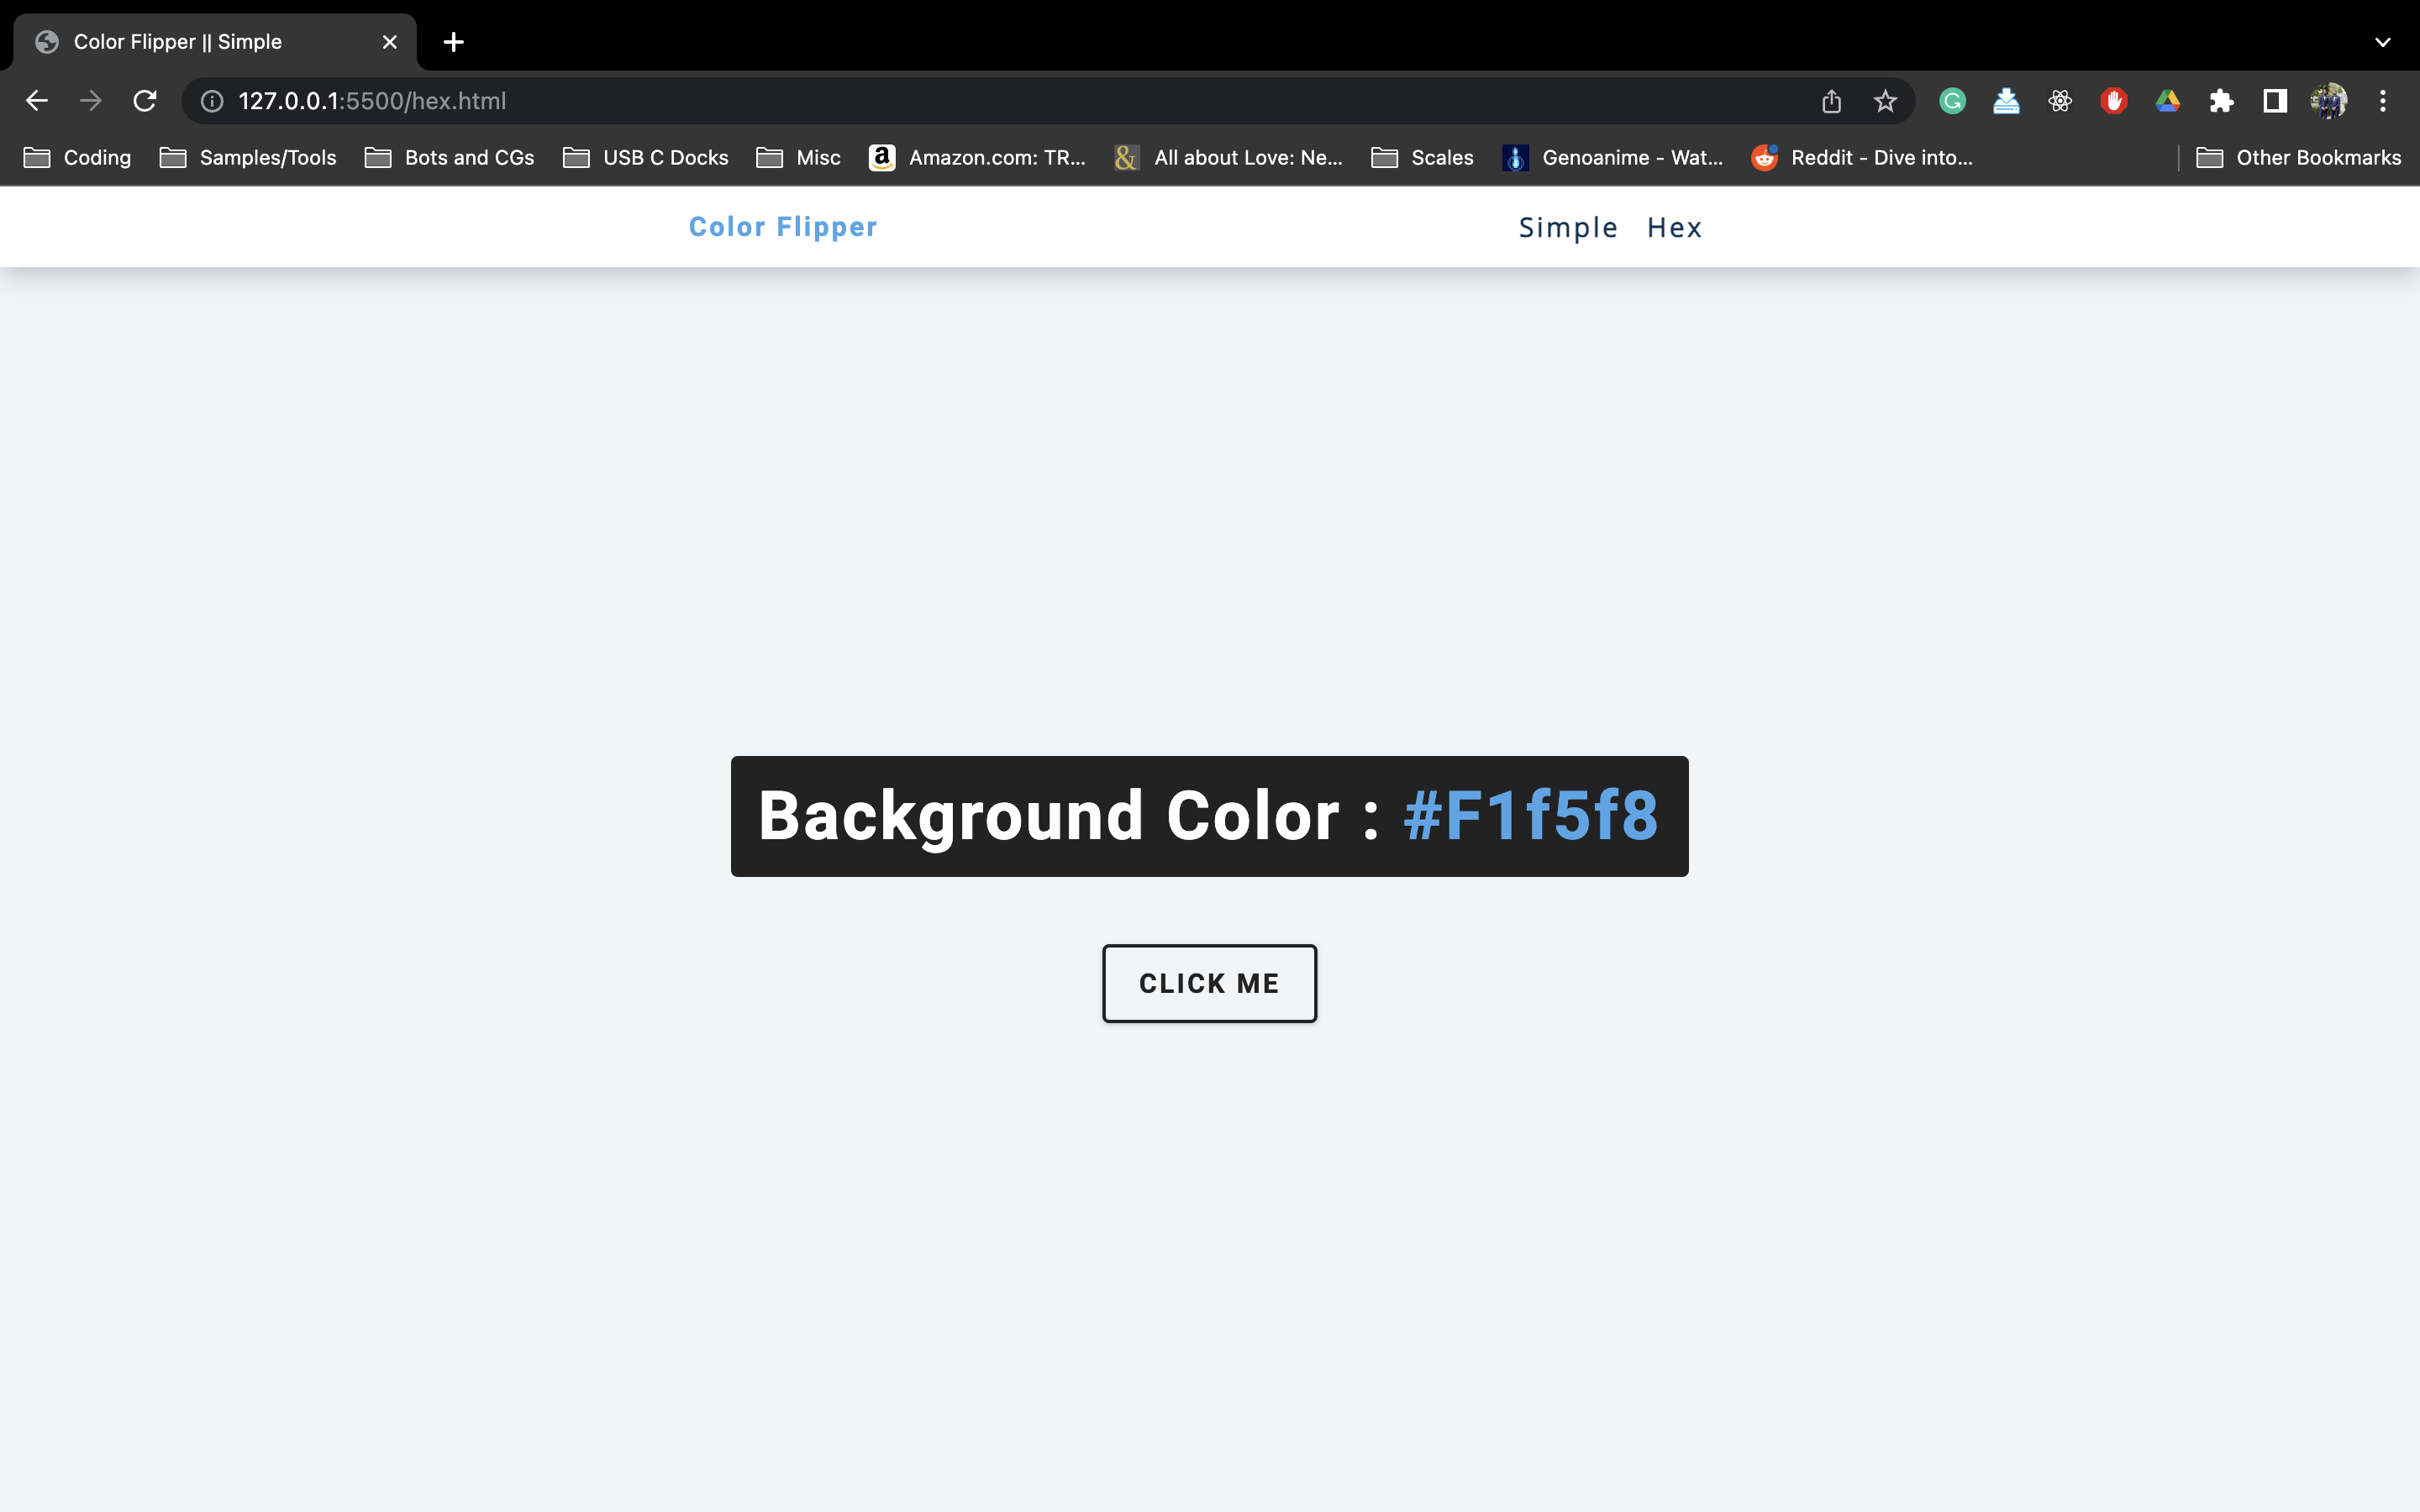 Color Flipper || Simple
127.0.0.1:5500/hex.html
Coding Samples/Tools Bots and CGs USB C Docks Misc Amazon.com: TR... All about Love: Ne... Scales Genoanime - Wat... Reddit - Dive into... Other Bookmarks
Color Flipper Simple Hex
Background Color : #F1f5f8
CLICK ME